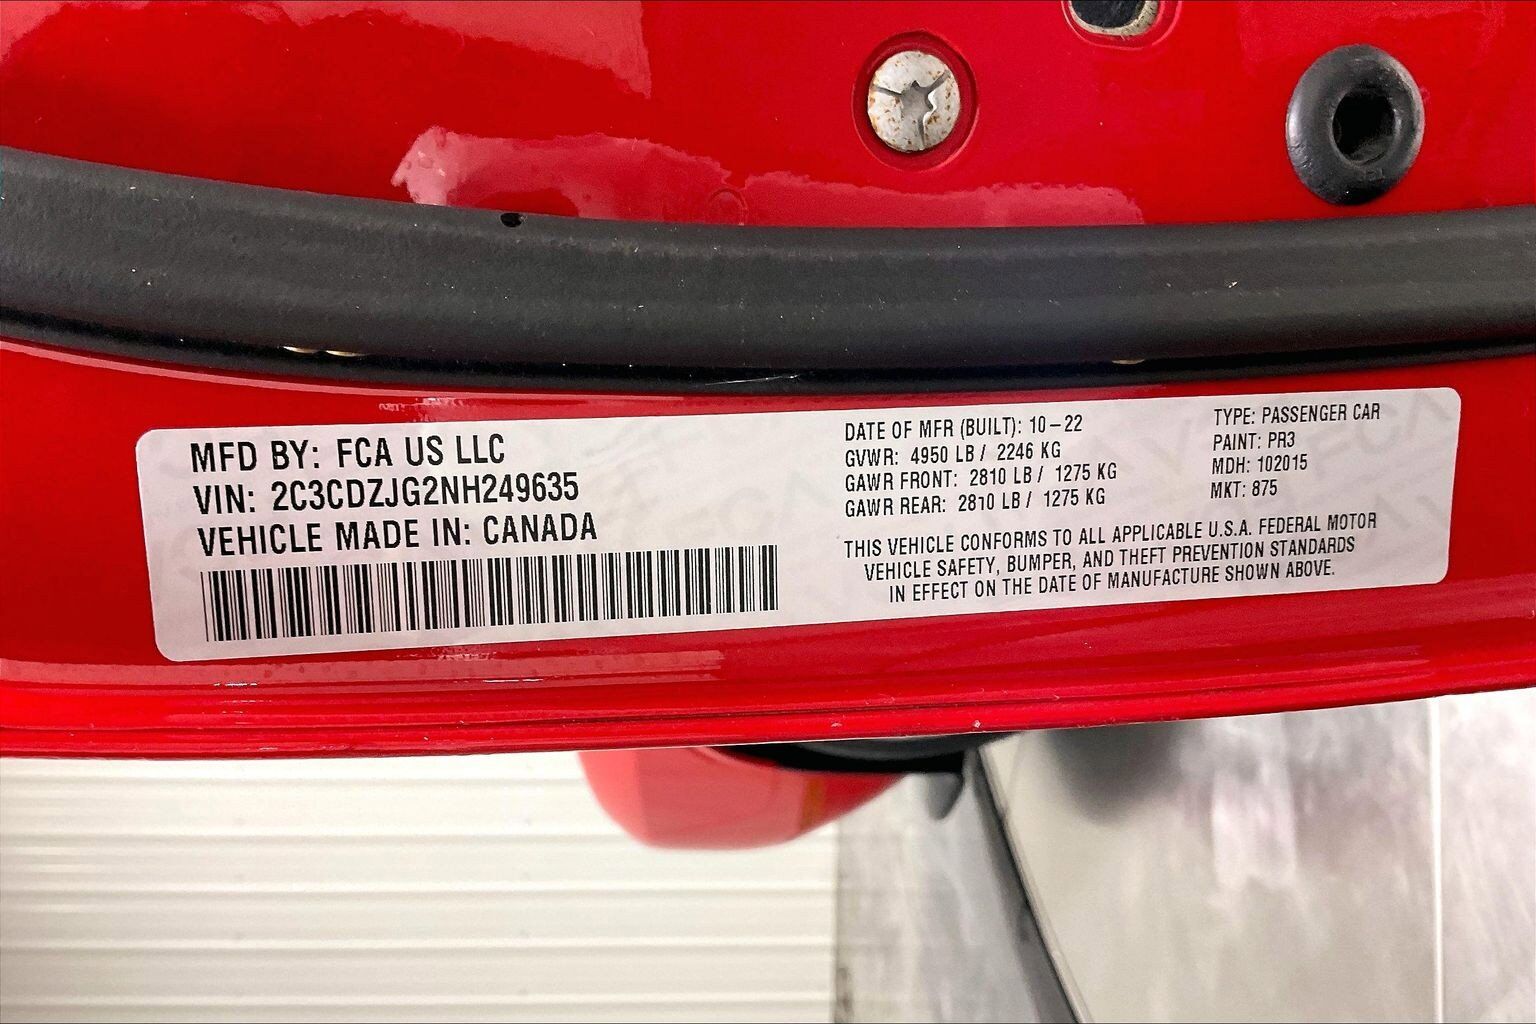 MFD BY: FCA US LLC
VIN: 2C3CDZJG2NH249635
VEHICLE MADE IN: CANADA
DATE OF MFR (BUILT): 10-22
GVWR: 4950 LB / 2246 KG
GAWR FRONT: 2810 LB / 1275 KG
GAWR REAR: 2810 LB / 1275 KG
TYPE: PASSENGER CAR
PAINT: PR3
MDH: 102015
MKT: 875
THIS VEHICLE CONFORMS TO ALL APPLICABLE U.S.A. FEDERAL MOTOR
VEHICLE SAFETY, BUMPER, AND THEFT PREVENTION STANDARDS
IN EFFECT ON THE DATE OF MANUFACTURE SHOWN ABOVE.